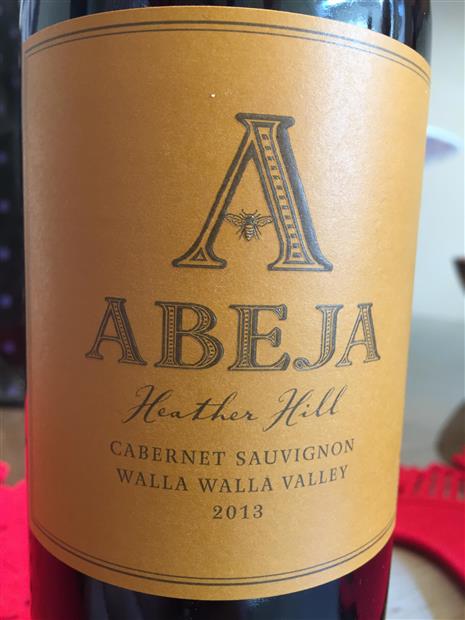 A
ABEJA
Heather Hill
CABERNET SAUVIGNON
WALLA WALLA VALLEY
2013